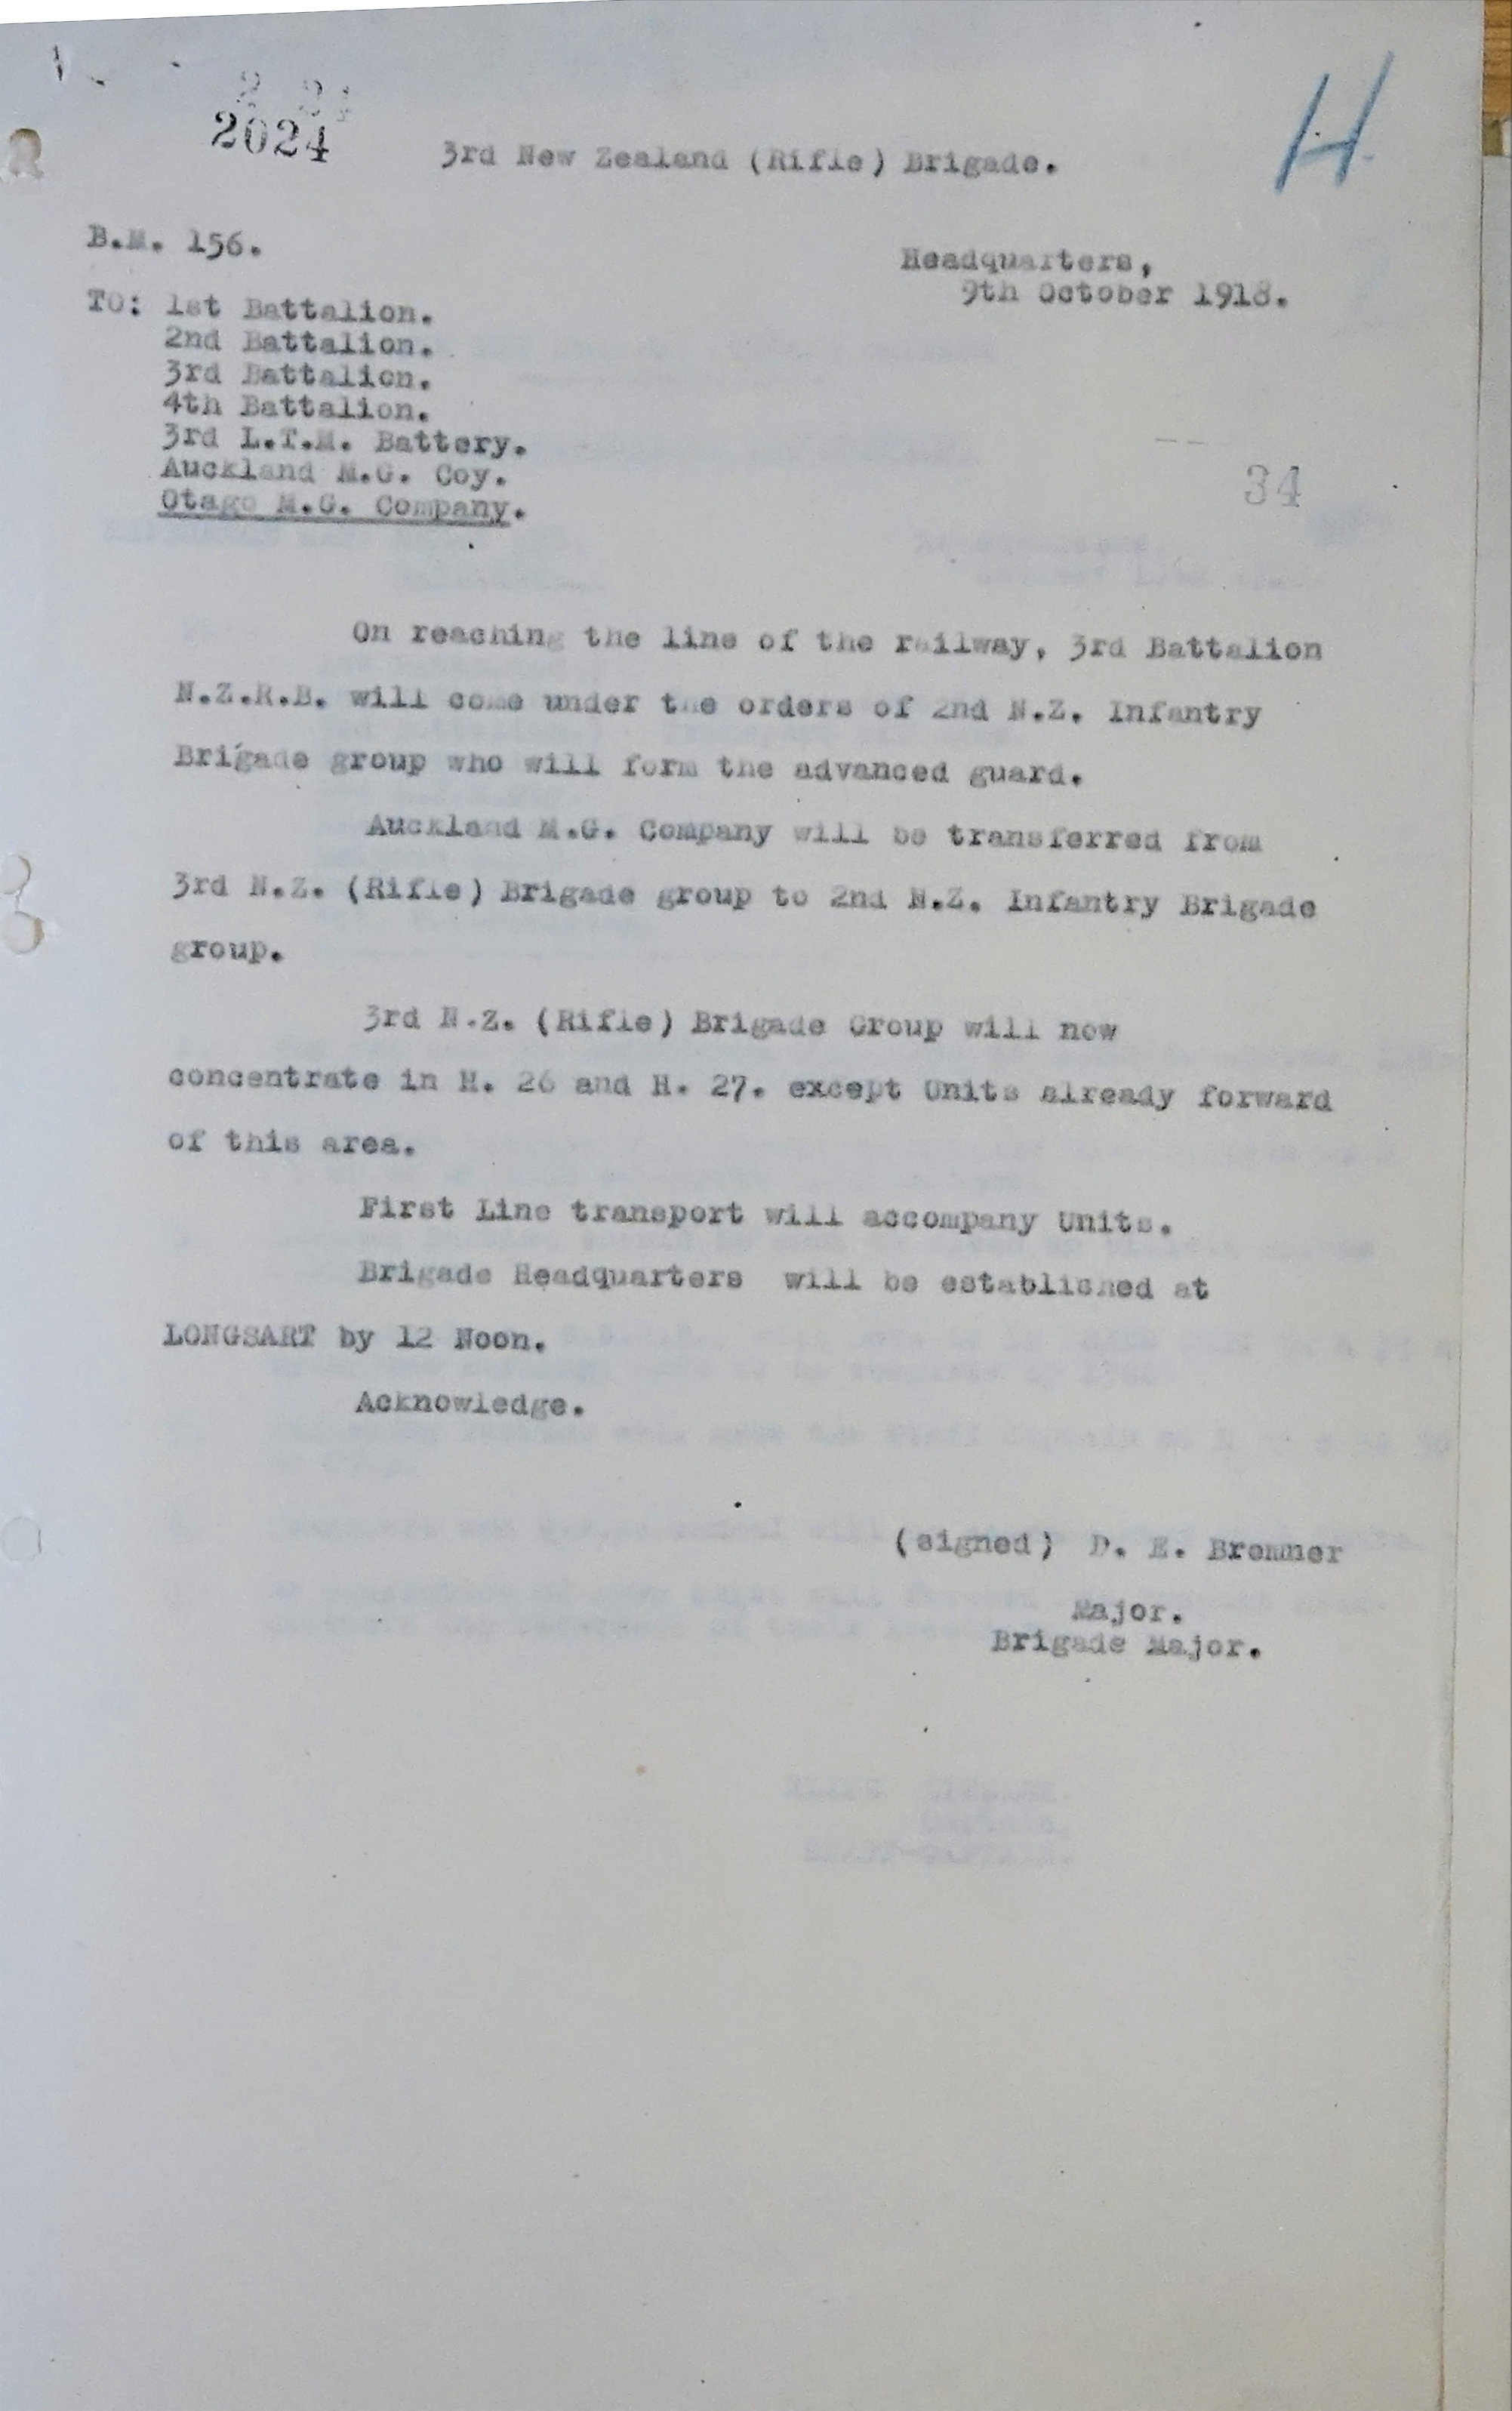 2024
H
3rd New Zealand (Rifle) Brigade.
B.M. 156.
Headquarters,
9th October 1918.
TO: 1st Battalion.
2nd Battalion.
3rd Battalion.
4th Battalion.
3rd L.T.M. Battery.
Auckland M.G. Coy.
Otago M.G. Company.
34
On reaching the line of the railway, 3rd Battalion
N.Z.R.B. will come under the orders of 2nd N.Z. Infantry
Brigade group who will form the advanced guard.
Auckland M.G. Company will be transferred from
3rd N.Z. (Rifle) Brigade group to 2nd N.Z. Infantry Brigade
group.
3rd N.Z. (Rifle) Brigade Group will now
concentrate in H. 26 and H. 27. except Units already forward
of this area.
First Line transport will accompany Units.
Brigade Headquarters will be established at
LONGSART by 12 Noon.
Acknowledge.
(signed) D. E. Bremner
Major.
Brigade Major.